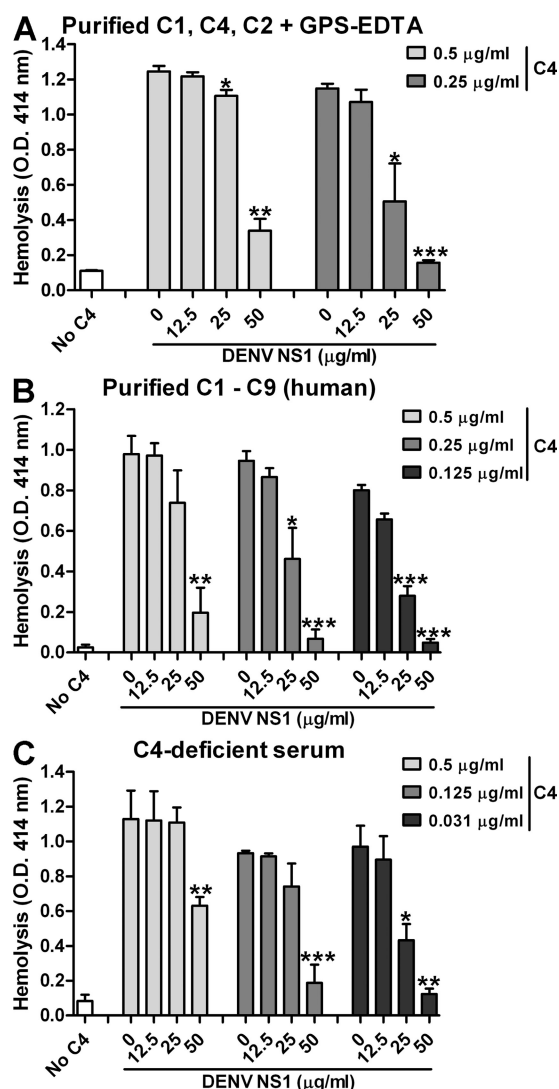 A
Purified C1, C4, C2 + GPS-EDTA
Hemolysis (O.D. 414 nm)
1.4
1.2
1.0
0.8
0.6
0.4
0.2
0.0
0.5 μg/ml
0.25 μg/ml
C4
*
**
*
***
No C4
0
12.5
25
50
0
12.5
25
50
DENV NS1 (μg/ml)
B
Purified C1 - C9 (human)
Hemolysis (O.D. 414 nm)
1.2
1.0
0.8
0.6
0.4
0.2
0.0
0.5 μg/ml
0.25 μg/ml
0.125 μg/ml
C4
**
*
***
***
***
No C4
0
12.5
25
50
0
12.5
25
50
0
12.5
25
50
DENV NS1 (μg/ml)
C
C4-deficient serum
Hemolysis (O.D. 414 nm)
1.4
1.2
1.0
0.8
0.6
0.4
0.2
0.0
0.5 μg/ml
0.125 μg/ml
0.031 μg/ml
C4
**
***
*
**
No C4
0
12.5
25
50
0
12.5
25
50
0
12.5
25
50
DENV NS1 (μg/ml)